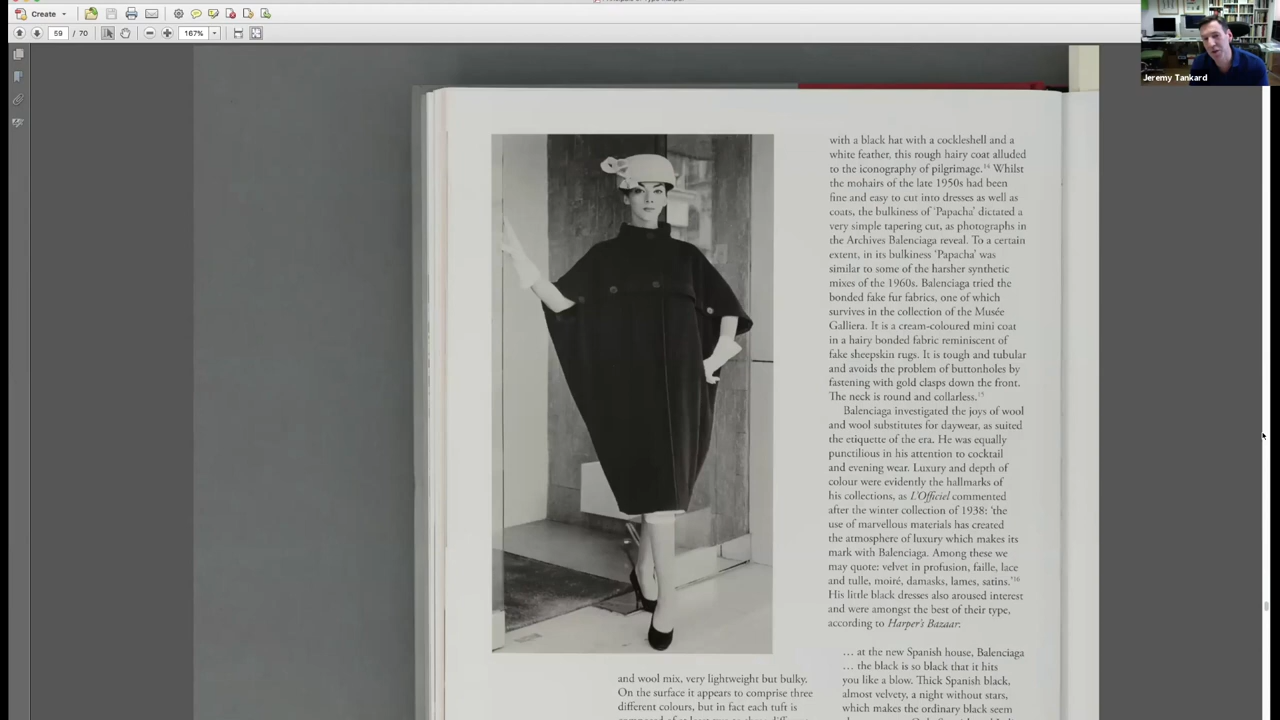 Create
59 / 70
167%
Jeremy Tankard
with a black hat with a cockleshell and a
white feather, this rough hairy coat alluded
to the iconography of pilgrimage.14 Whilst
the mohairs of the late 1950s had been
fine and easy to cut into dresses as well as
coats, the bulkiness of ‘Papacha’ dictated a
very simple tapering cut, as photographs in
the Archives Balenciaga reveal. To a certain
extent, in its bulkiness ‘Papacha’ was
similar to some of the harsher synthetic
mixes of the 1960s. Balenciaga tried the
bonded fake fur fabrics, one of which
survives in the collection of the Musée
Galliera. It is a cream-coloured mini coat
in a hairy bonded fabric reminiscent of
fake sheepskin rugs. It is tough and tubular
and avoids the problem of buttonholes by
fastening with gold clasps down the front.
The neck is round and collarless.15
Balenciaga investigated the joys of wool
and wool substitutes for daywear, as suited
the etiquette of the era. He was equally
punctilious in his attention to cocktail
and evening wear. Luxury and depth of
colour were evidently the hallmarks of
his collections, as L’Officiel commented
after the winter collection of 1938: ‘the
use of marvellous materials has created
the atmosphere of luxury which makes its
mark with Balenciaga. Among these we
may quote: velvet in profusion, faille, lace
and tulle, moiré, damasks, lames, satins.’16
His little black dresses also aroused interest
and were amongst the best of their type,
according to Harper’s Bazaar:
… at the new Spanish house, Balenciaga
… the black is so black that it hits
you like a blow. Thick Spanish black,
almost velvety, a night without stars,
which makes the ordinary black seem
and wool mix, very lightweight but bulky.
On the surface it appears to comprise three
different colours, but in fact each tuft is